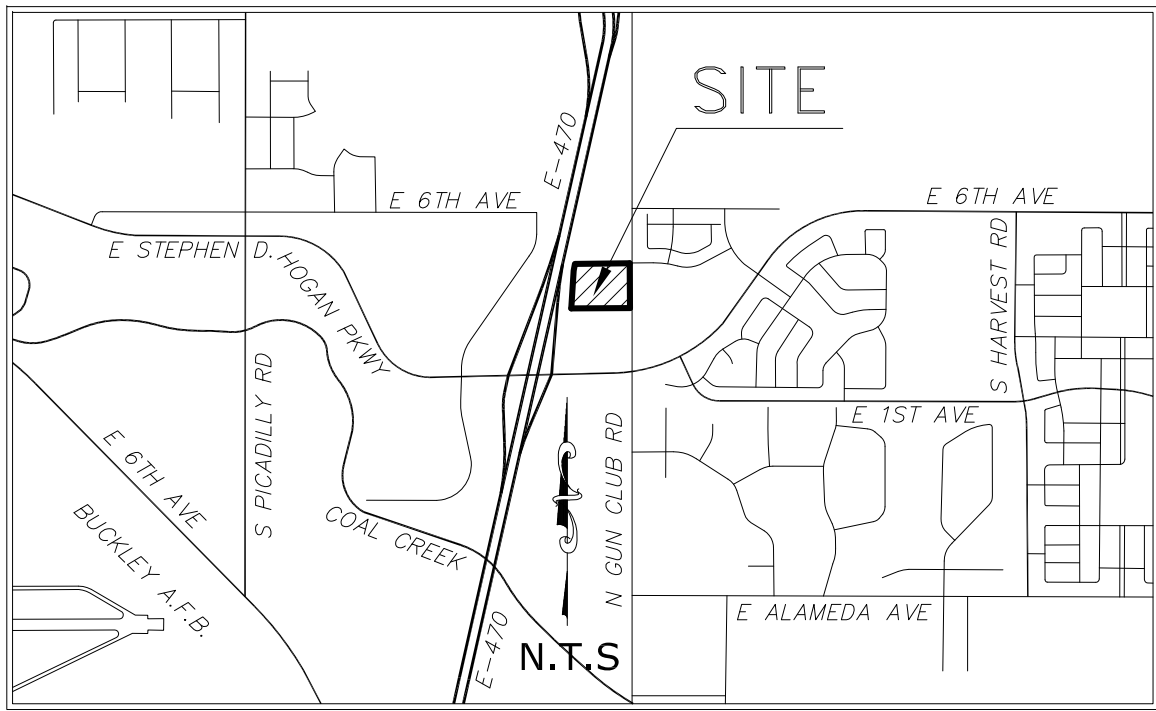 SITE
E-470
E 6TH AVE
E 6TH AVE
E STEPHEN D. HOGAN PKWY
S HARVEST RD
S PICADILLY RD
E 1ST AVE
N GUN CLUB RD
E 6TH AVE
BUCKLEY A.F.B.
COAL CREEK
E ALAMEDA AVE
E-470
N.T.S